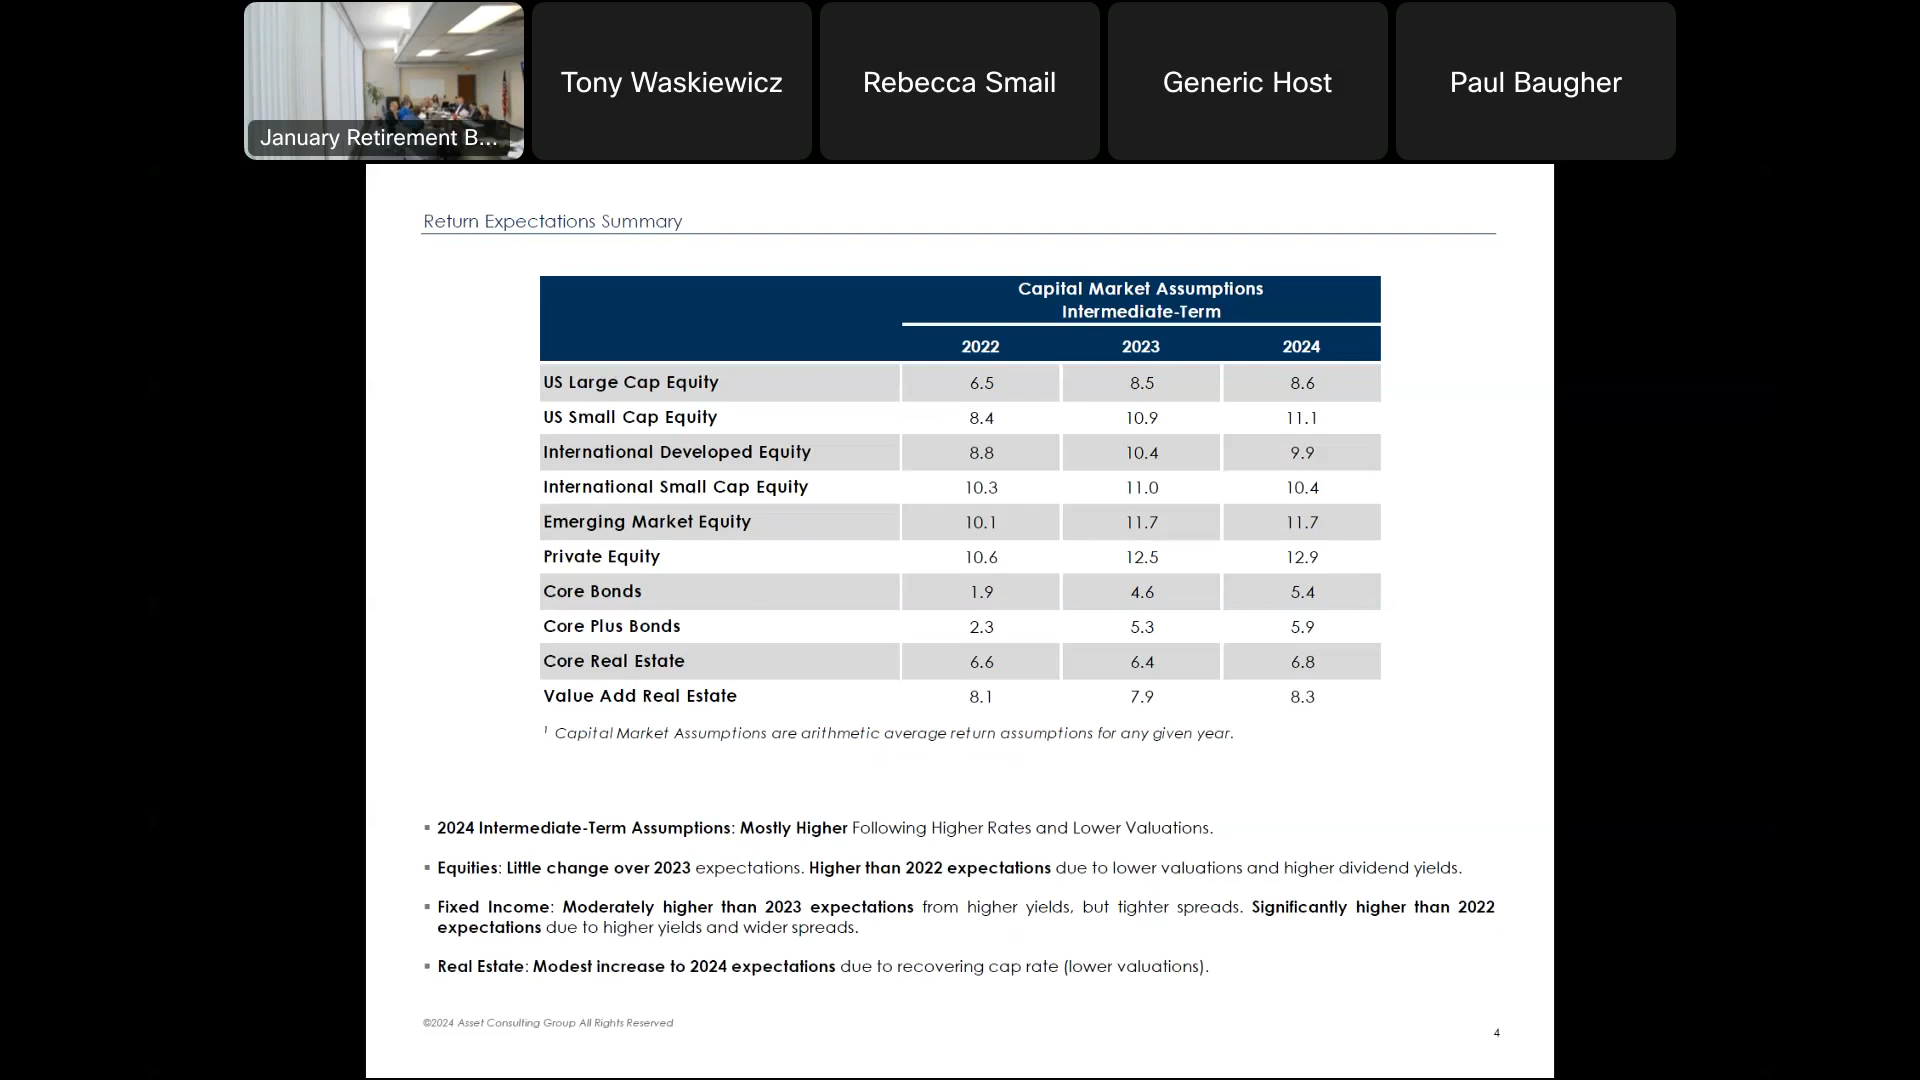 January Retirement B...
Tony Waskiewicz
Rebecca Smail
Generic Host
Paul Baugher
Return Expectations Summary
Capital Market Assumptions
Intermediate-Term
2022 2023 2024
US Large Cap Equity 6.5 8.5 8.6
US Small Cap Equity 8.4 10.9 11.1
International Developed Equity 8.8 10.4 9.9
International Small Cap Equity 10.3 11.0 10.4
Emerging Market Equity 10.1 11.7 11.7
Private Equity 10.6 12.5 12.9
Core Bonds 1.9 4.6 5.4
Core Plus Bonds 2.3 5.3 5.9
Core Real Estate 6.6 6.4 6.8
Value Add Real Estate 8.1 7.9 8.3
¹ Capital Market Assumptions are arithmetic average return assumptions for any given year.
▪ 2024 Intermediate-Term Assumptions: Mostly Higher Following Higher Rates and Lower Valuations.
▪ Equities: Little change over 2023 expectations. Higher than 2022 expectations due to lower valuations and higher dividend yields.
▪ Fixed Income: Moderately higher than 2023 expectations from higher yields, but tighter spreads. Significantly higher than 2022
expectations due to higher yields and wider spreads.
▪ Real Estate: Modest increase to 2024 expectations due to recovering cap rate (lower valuations).
©2024 Asset Consulting Group All Rights Reserved
4